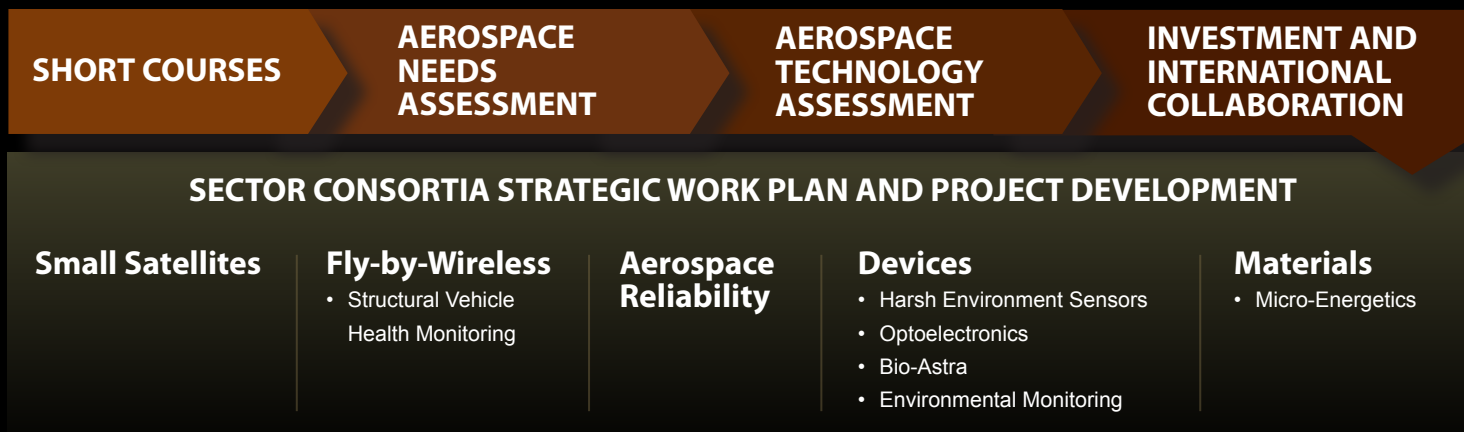 SHORT COURSES
AEROSPACE
NEEDS
ASSESSMENT
AEROSPACE
TECHNOLOGY
ASSESSMENT
INVESTMENT AND
INTERNATIONAL
COLLABORATION
SECTOR CONSORTIA STRATEGIC WORK PLAN AND PROJECT DEVELOPMENT
Small Satellites
Fly-by-Wireless
• Structural Vehicle
Health Monitoring
Aerospace
Reliability
Devices
• Harsh Environment Sensors
• Optoelectronics
• Bio-Astra
• Environmental Monitoring
Materials
• Micro-Energetics